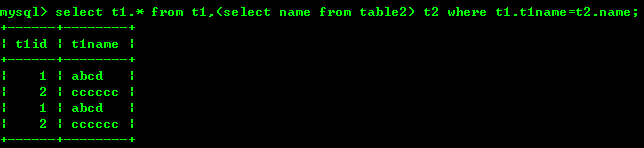 mysql> select t1.* from t1,(select name from table2) t2 where t1.t1name=t2.name;
+------+--------+
| t1id | t1name |
+------+--------+
|    1 | abcd   |
|    2 | cccccc |
|    1 | abcd   |
|    2 | cccccc |
+------+--------+